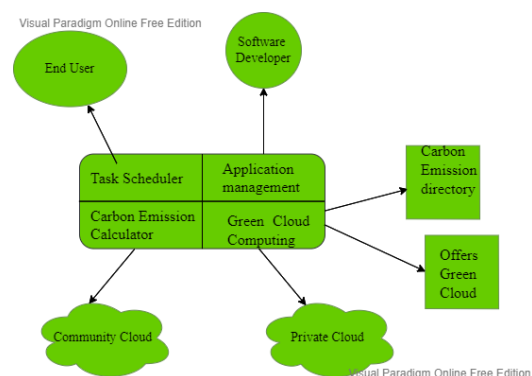 Visual Paradigm Online Free Edition
End User
Software
Developer
Task Scheduler
Application
management
Carbon Emission
Calculator
Green Cloud
Computing
Carbon
Emission
directory
Offers
Green
Cloud
Community Cloud
Private Cloud
Visual Paradigm Online Free Edition